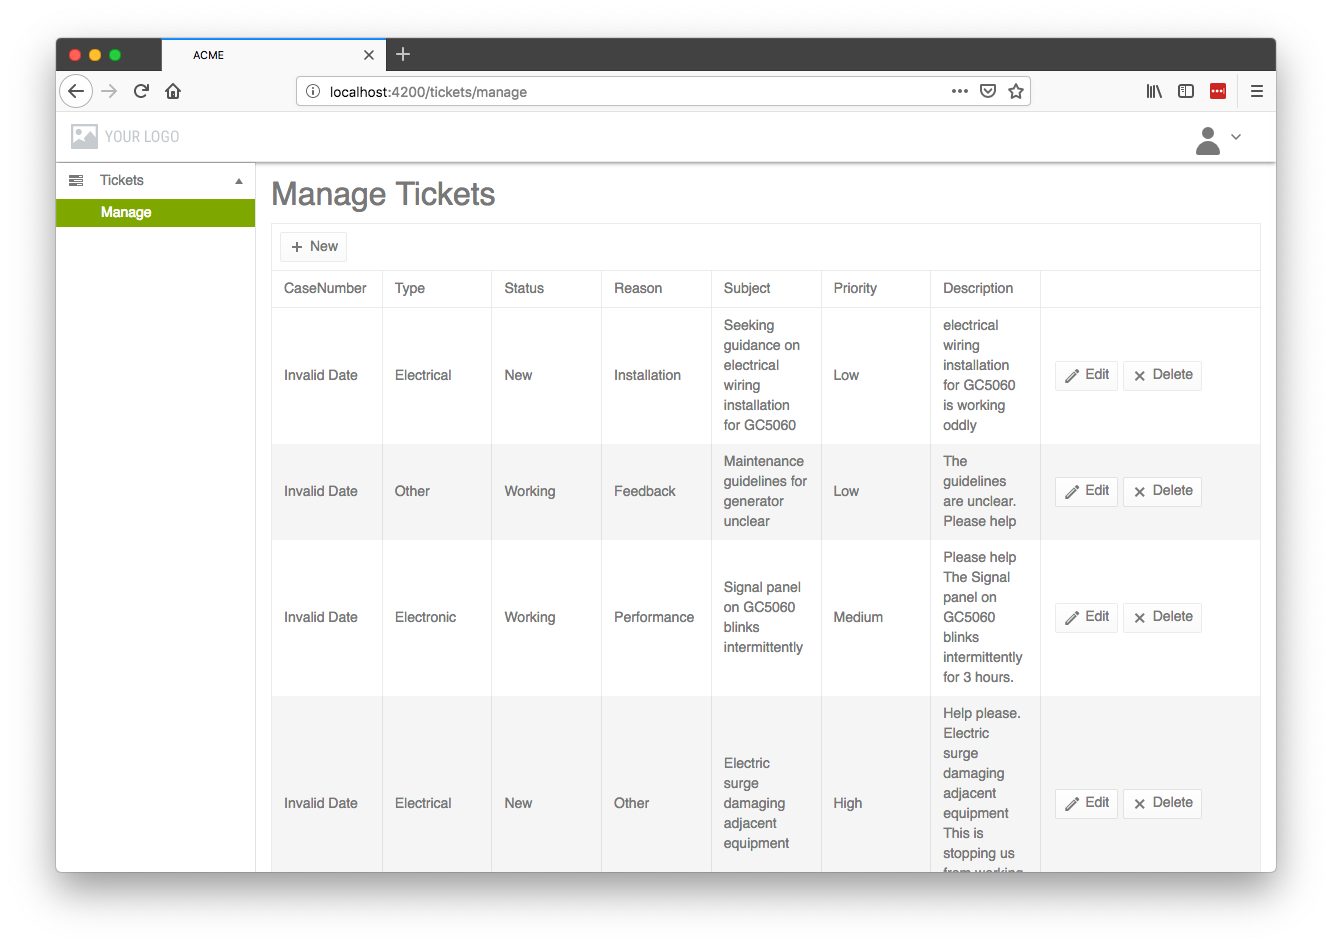 ACME
localhost:4200/tickets/manage
YOUR LOGO
Tickets
Manage
Manage Tickets
New
CaseNumber Type Status Reason Subject Priority Description
Invalid Date Electrical New Installation
Seeking
guidance on
electrical
wiring
installation
for GC5060
Low
electrical
wiring
installation
for GC5060
is working
oddly
Edit Delete
Invalid Date Other Working Feedback
Maintenance
guidelines for
generator
unclear
Low
The
guidelines
are unclear.
Please help
Edit Delete
Invalid Date Electronic Working Performance
Signal panel
on GC5060
blinks
intermittently
Medium
Please help
The Signal
panel on
GC5060
blinks
intermittently
for 3 hours.
Edit Delete
Invalid Date Electrical New Other
Electric
surge
damaging
adjacent
equipment
High
Help please.
Electric
surge
damaging
adjacent
equipment
This is
stopping us
from working
Edit Delete